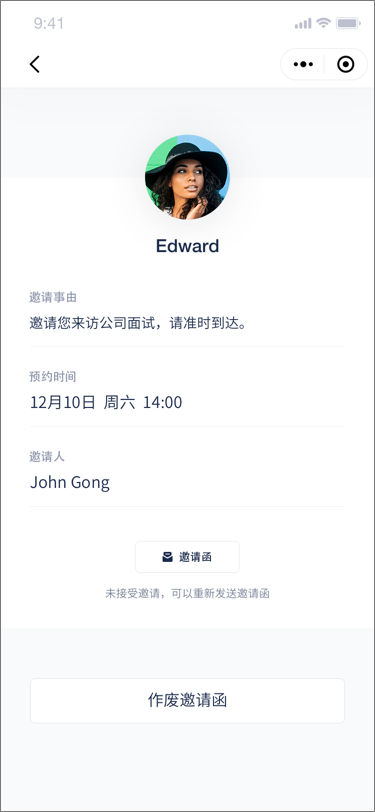 9:41
Edward
邀请事由
邀请您来访公司面试，请准时到达。
预约时间
12月10日 周六 14:00
邀请人
John Gong
邀请函
未接受邀请，可以重新发送邀请函
作废邀请函